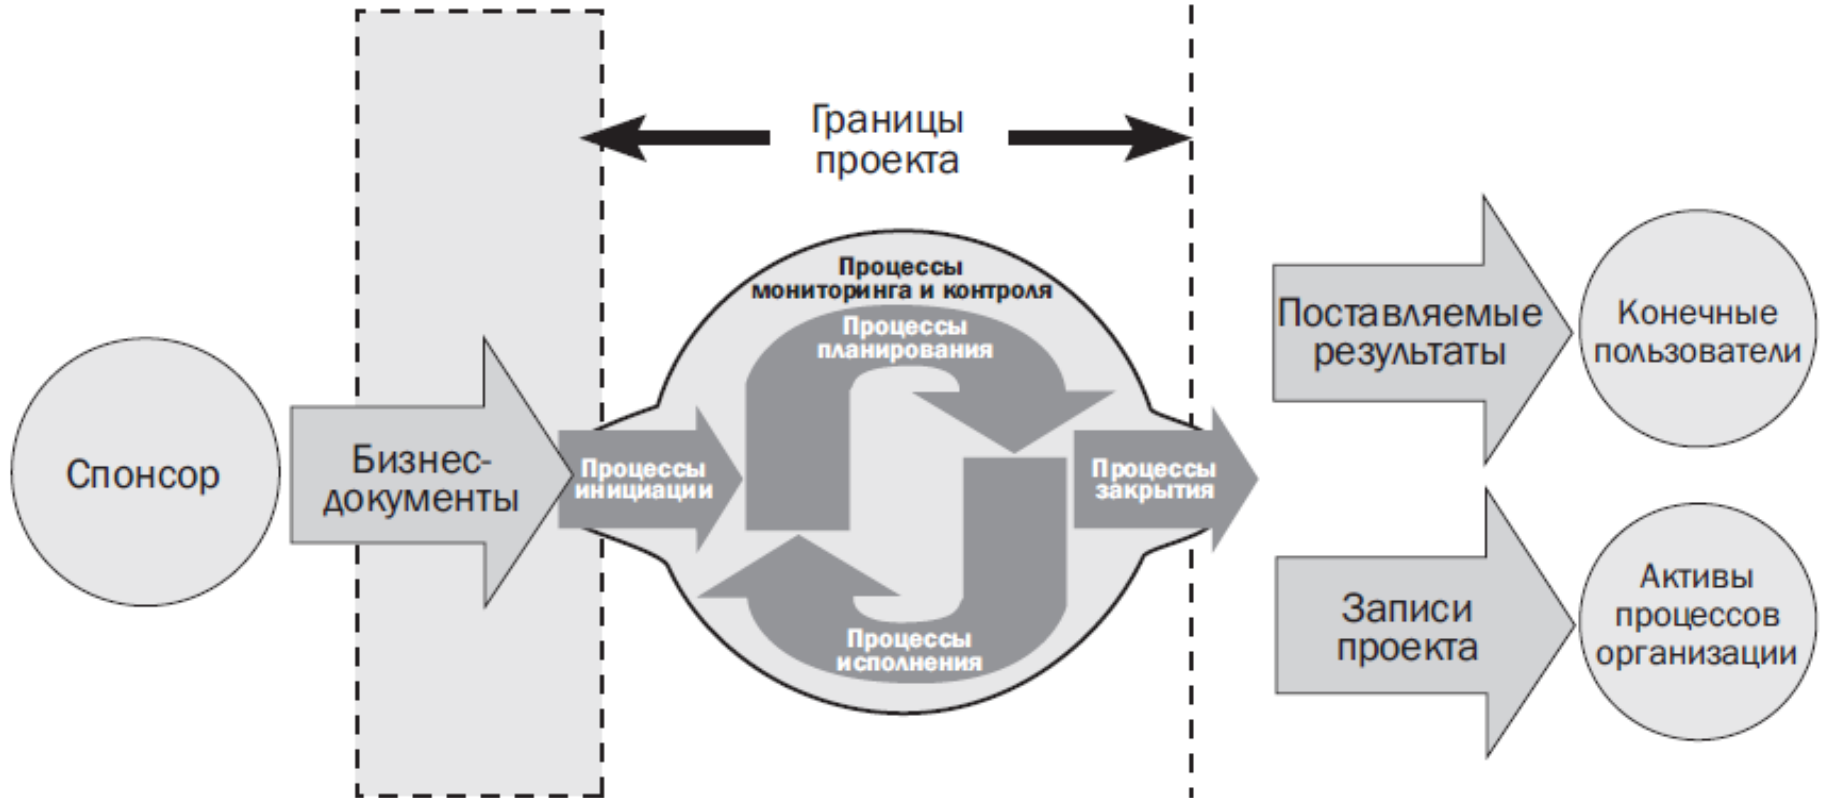 Границы
проекта
Спонсор
Бизнес-
документы
Процессы
инициации
Процессы
мониторинга и контроля
Процессы
планирования
Процессы
исполнения
Процессы
закрытия
Поставляемые
результаты
Конечные
пользователи
Записи
проекта
Активы
процессов
организации